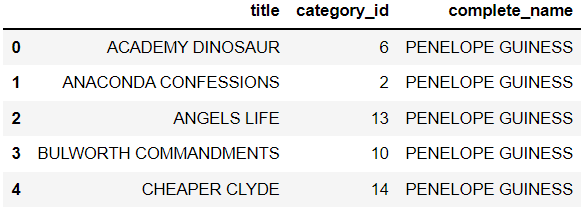 title category_id complete_name
0 ACADEMY DINOSAUR 6 PENELOPE GUINESS
1 ANACONDA CONFESSIONS 2 PENELOPE GUINESS
2 ANGELS LIFE 13 PENELOPE GUINESS
3 BULWORTH COMMANDMENTS 10 PENELOPE GUINESS
4 CHEAPER CLYDE 14 PENELOPE GUINESS